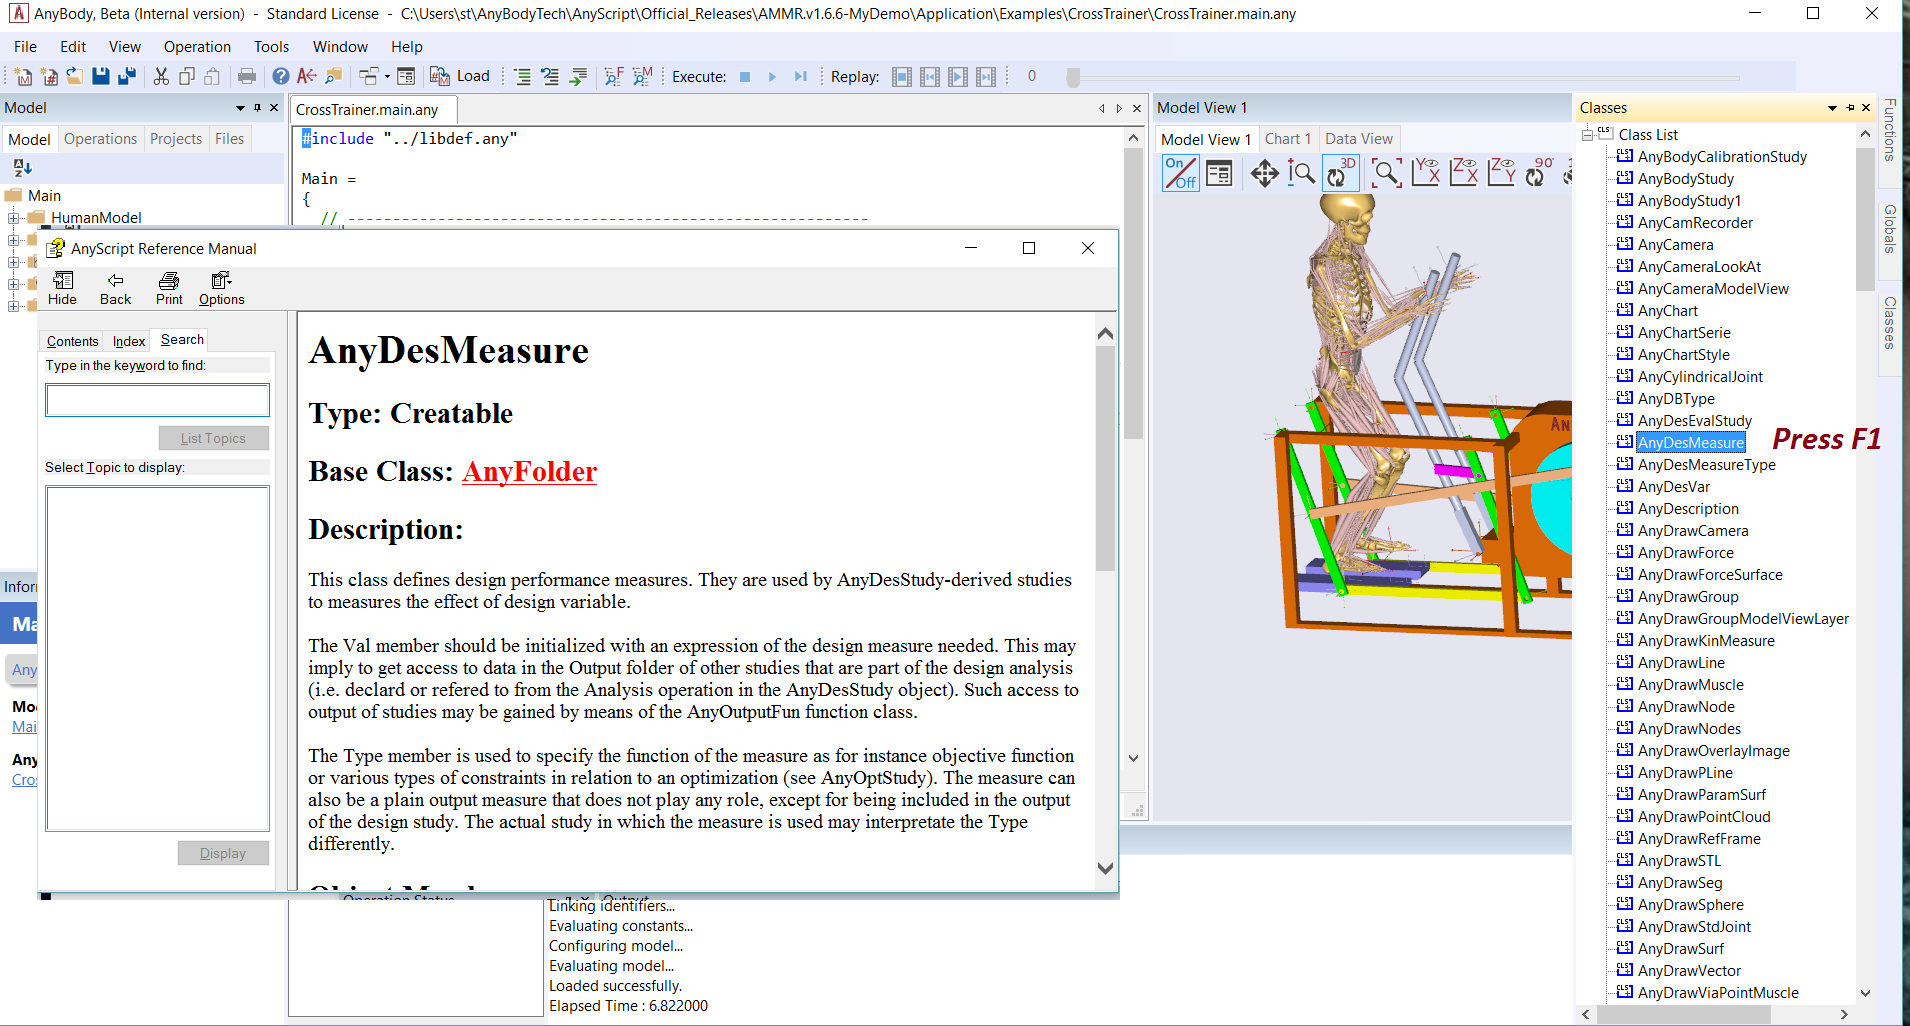 AnyBody, Beta (Internal version) - Standard License - C:\Users\st\AnyBodyTech\AnyScript\Official_Releases\AMMR.v1.6.6-MyDemo\Application\Examples\CrossTrainer\CrossTrainer.main.any
File Edit View Operation Tools Window Help
Load Execute: Replay: 0
Model
Model Operations Projects Files
Main
HumanModel
CrossTrainer.main.any
#include "../libdef.any"
Main =
{
// ---------------------------------------------------------
AnyScript Reference Manual
Hide Back Print Options
Contents Index Search
Type in the keyword to find:
List Topics
Select Topic to display:
Display
AnyDesMeasure
Type: Creatable
Base Class: AnyFolder
Description:
This class defines design performance measures. They are used by AnyDesStudy-derived studies
to measures the effect of design variable.
The Val member should be initialized with an expression of the design measure needed. This may
imply to get access to data in the Output folder of other studies that are part of the design analysis
(i.e. declard or refered to from the Analysis operation in the AnyDesStudy object). Such access to
output of studies may be gained by means of the AnyOutputFun function class.
The Type member is used to specify the function of the measure as for instance objective function
or various types of constraints in relation to an optimization (see AnyOptStudy). The measure can
also be a plain output measure that does not play any role, except for being included in the output
of the design study. The actual study in which the measure is used may interpretate the Type
differently.
Linking identifiers...
Evaluating constants...
Configuring model...
Evaluating model...
Loaded successfully.
Elapsed Time : 6.822000
Model View 1
Model View 1 Chart 1 Data View
On
Off
3D
Y X
Z X
Z Y
90°
AN
Classes
Class List
AnyBodyCalibrationStudy
AnyBodyStudy
AnyBodyStudy1
AnyCamRecorder
AnyCamera
AnyCameraLookAt
AnyCameraModelView
AnyChart
AnyChartSerie
AnyChartStyle
AnyCylindricalJoint
AnyDBType
AnyDesEvalStudy
AnyDesMeasure Press F1
AnyDesMeasureType
AnyDesVar
AnyDescription
AnyDrawCamera
AnyDrawForce
AnyDrawForceSurface
AnyDrawGroup
AnyDrawGroupModelViewLayer
AnyDrawKinMeasure
AnyDrawLine
AnyDrawMuscle
AnyDrawNode
AnyDrawNodes
AnyDrawOverlayImage
AnyDrawPLine
AnyDrawParamSurf
AnyDrawPointCloud
AnyDrawRefFrame
AnyDrawSTL
AnyDrawSeg
AnyDrawSphere
AnyDrawStdJoint
AnyDrawSurf
AnyDrawVector
AnyDrawViaPointMuscle
Functions
Globals
Classes